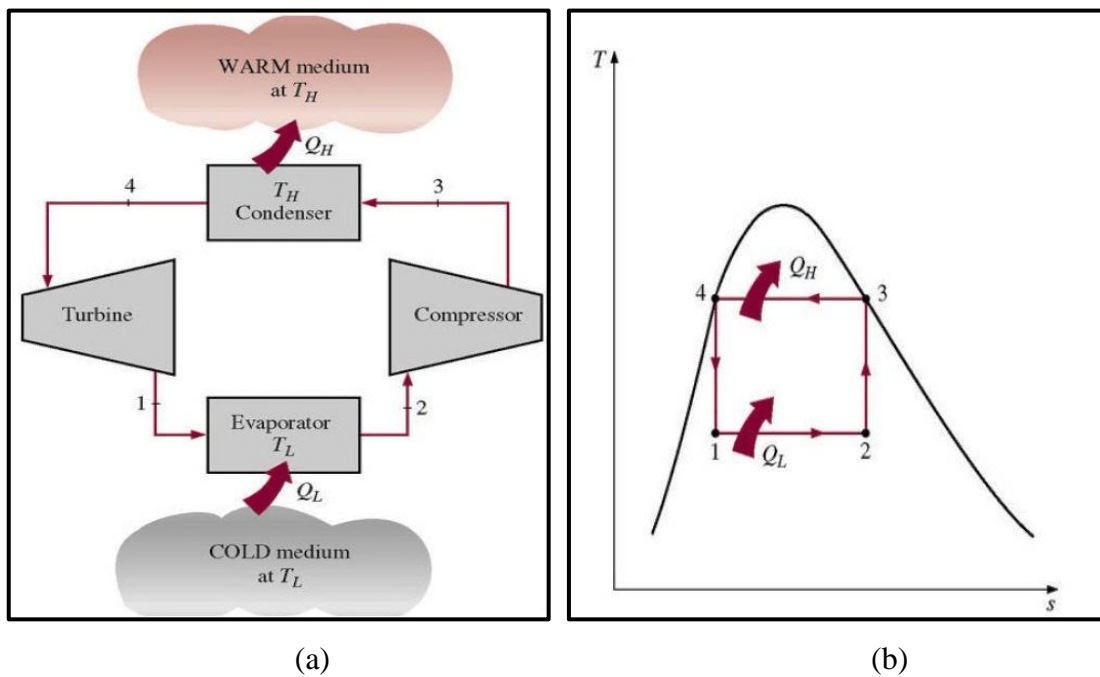 WARM medium
at T_H
Q_H
4
3
T_H
Condenser
Turbine
Compressor
1
2
Evaporator
T_L
Q_L
COLD medium
at T_L
(a)
T
4
Q_H
3
1
Q_L
2
s
(b)